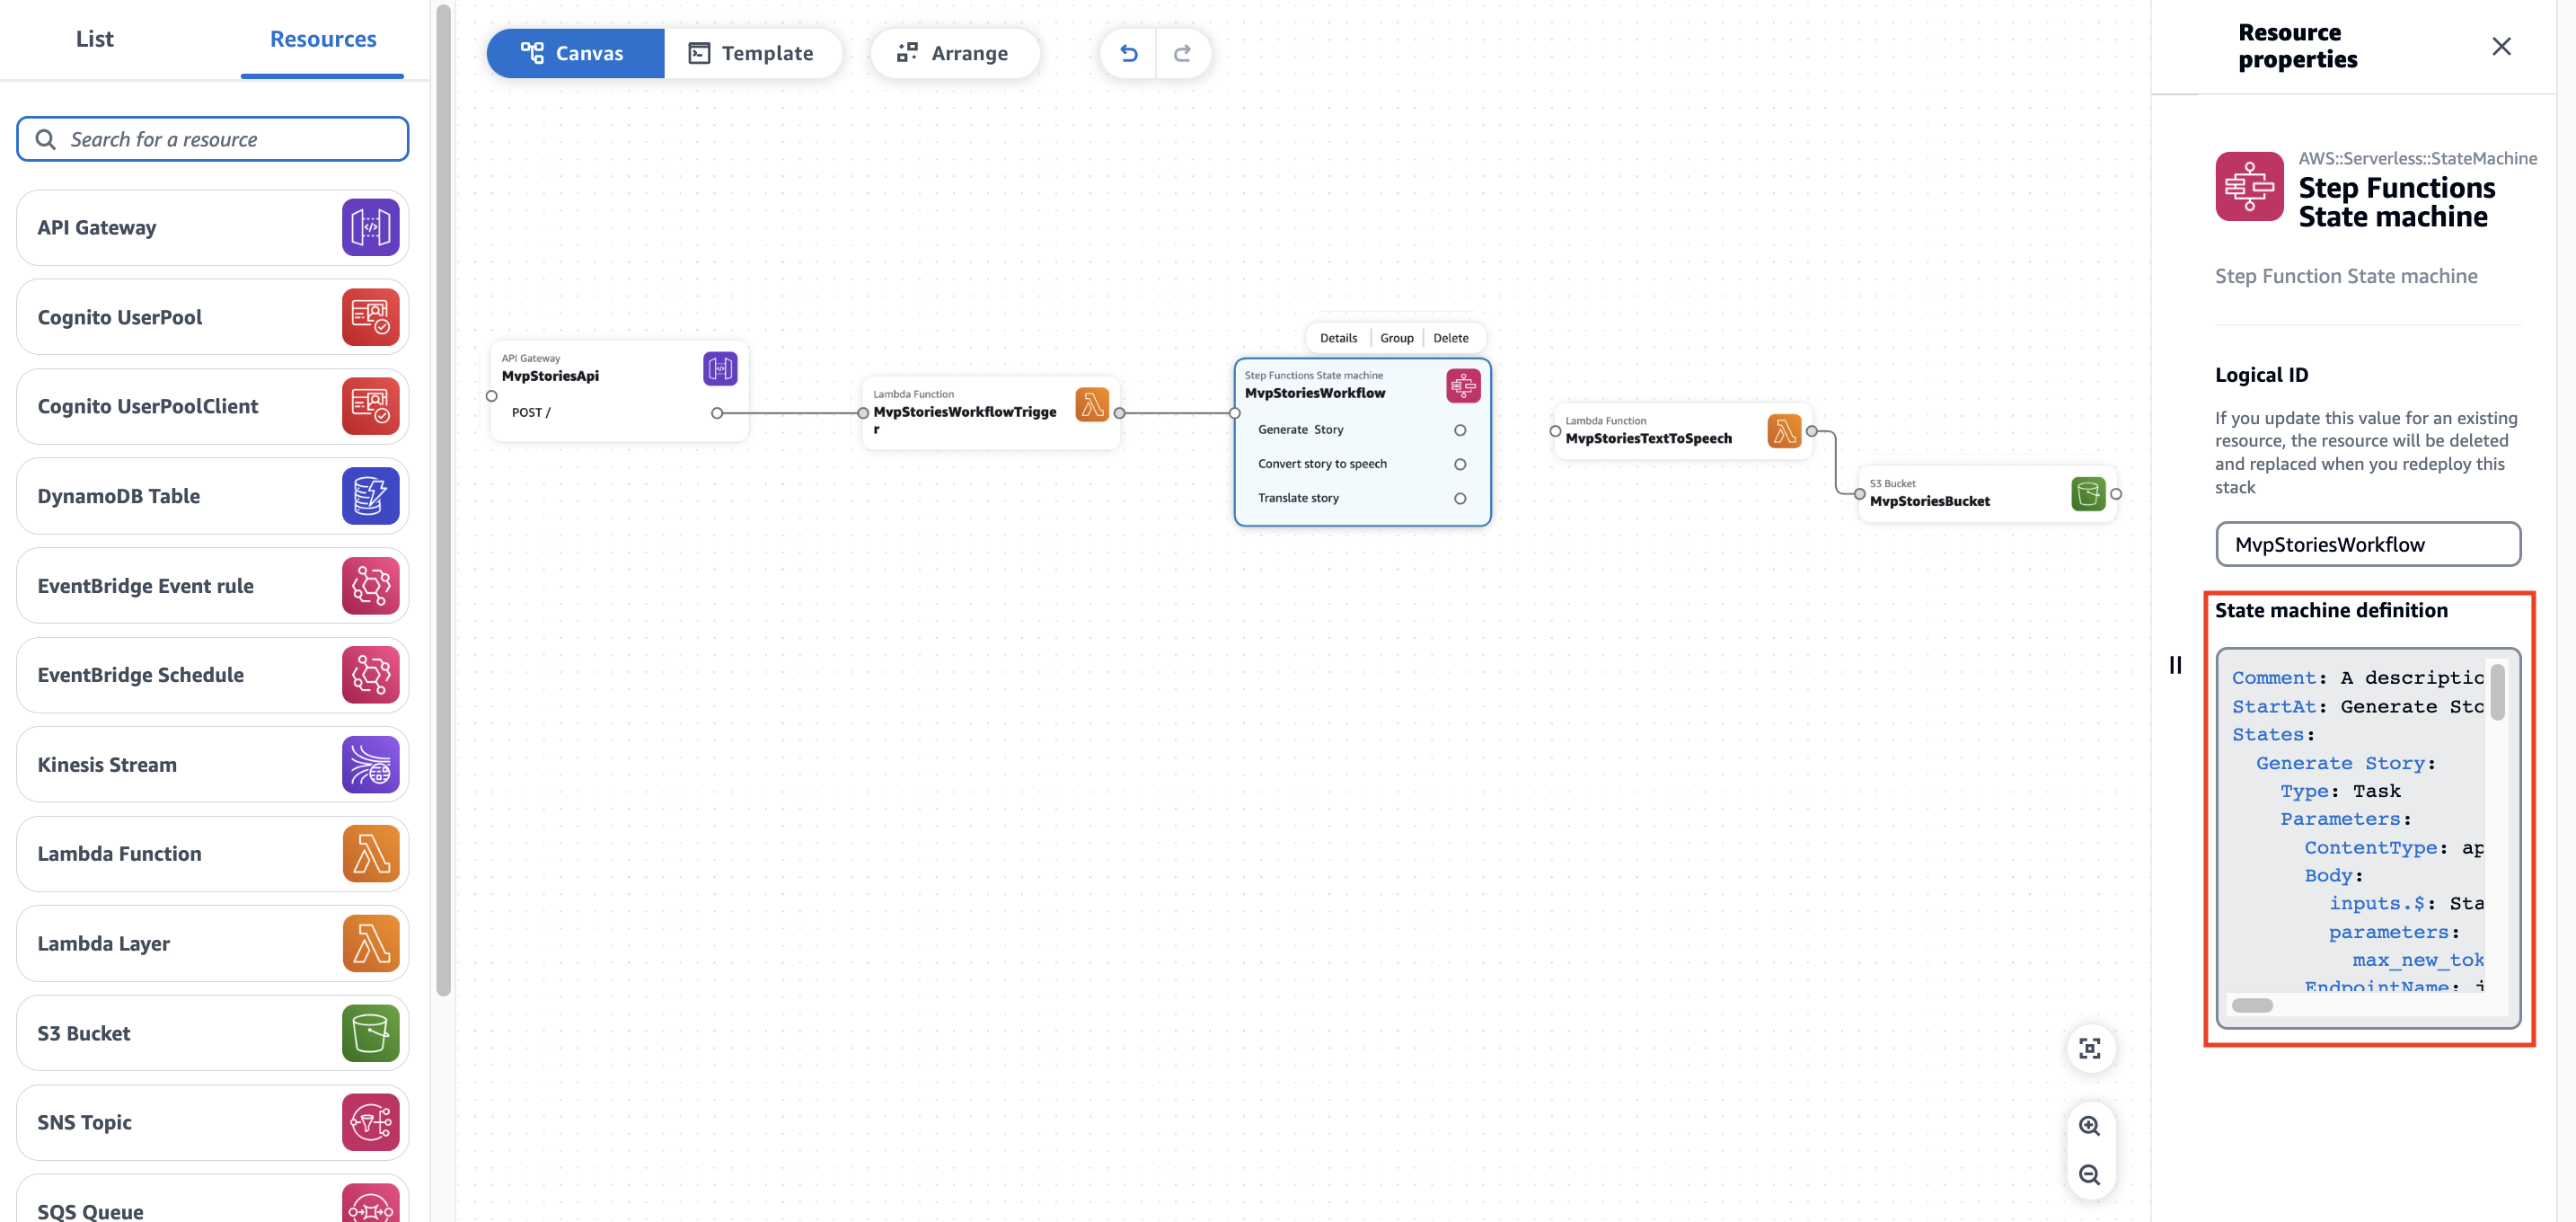 List
Resources
Search for a resource
API Gateway
Cognito UserPool
Cognito UserPoolClient
DynamoDB Table
EventBridge Event rule
EventBridge Schedule
Kinesis Stream
Lambda Function
Lambda Layer
S3 Bucket
SNS Topic
SQS Queue
Canvas
Template
Arrange
API Gateway
MvpStoriesApi
POST /
Lambda Function
MvpStoriesWorkflowTrigge
r
Details
Group
Delete
Step Functions State machine
MvpStoriesWorkflow
Generate Story
Convert story to speech
Translate story
Lambda Function
MvpStoriesTextToSpeech
S3 Bucket
MvpStoriesBucket
Resource
properties
AWS::Serverless::StateMachine
Step Functions
State machine
Step Function State machine
Logical ID
If you update this value for an existing
resource, the resource will be deleted
and replaced when you redeploy this
stack
MvpStoriesWorkflow
State machine definition
Comment: A descriptio
StartAt: Generate Sto
States:
Generate Story:
Type: Task
Parameters:
ContentType: ap
Body:
inputs.$: Sta
parameters:
max_new_tok
EndpointName: j